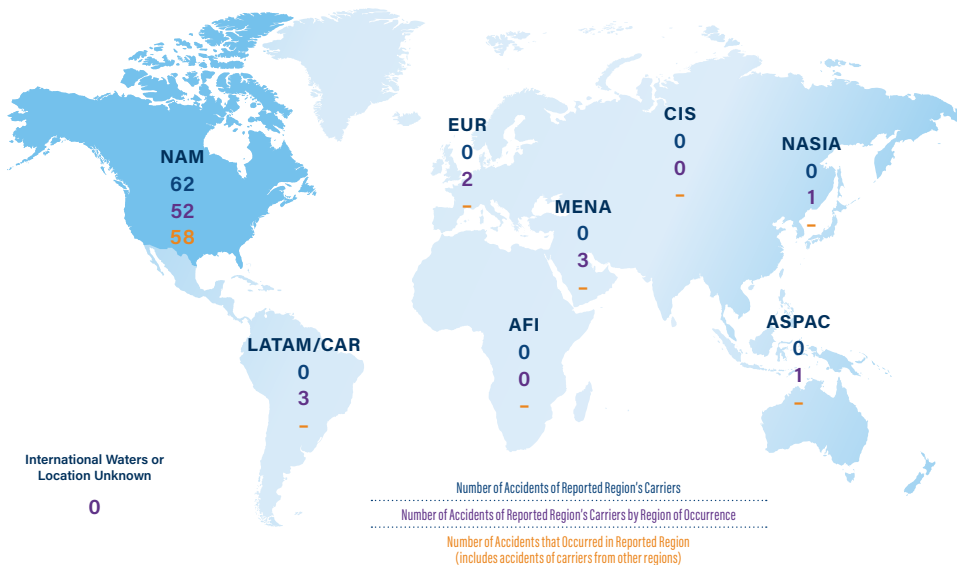 NAM
62
52
58
EUR
0
2
–
CIS
0
0
–
NASIA
0
1
–
MENA
0
3
–
AFI
0
0
–
ASPAC
0
1
–
LATAM/CAR
0
3
–
International Waters or
Location Unknown
0
Number of Accidents of Reported Region's Carriers
Number of Accidents of Reported Region's Carriers by Region of Occurrence
Number of Accidents that Occurred in Reported Region
(includes accidents of carriers from other regions)